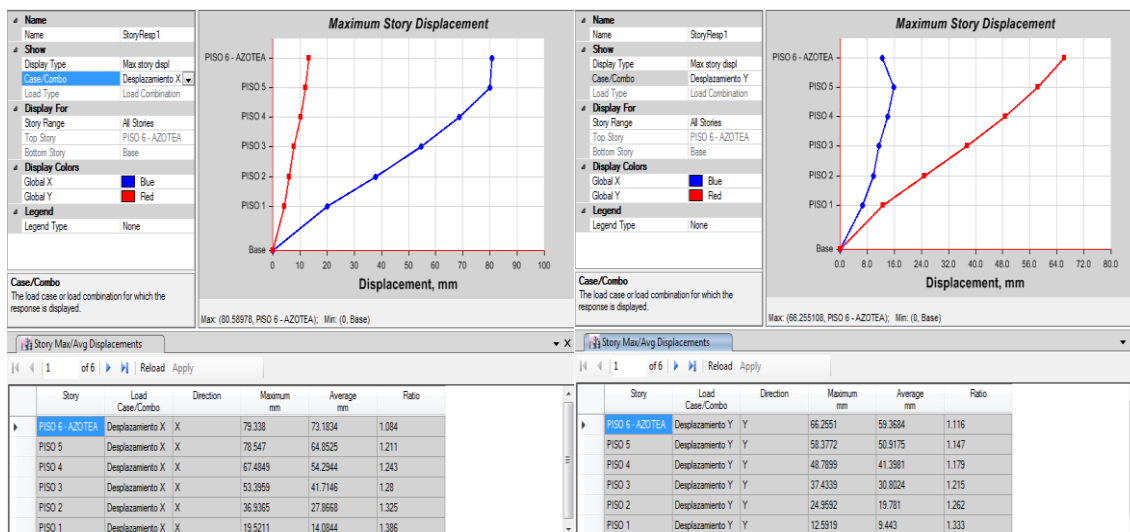 Name
Name StoryResp1
Show
Display Type Max story displ
Case/Combo Desplazamiento X
Load Type Load Combination
Display For
Story Range All Stories
Top Story PISO 6 - AZOTEA
Bottom Story Base
Display Colors
Global X Blue
Global Y Red
Legend
Legend Type None
Case/Combo
The load case or load combination for which the
response is displayed.
Maximum Story Displacement
PISO 6 - AZOTEA
PISO 5
PISO 4
PISO 3
PISO 2
PISO 1
Base
0 10 20 30 40 50 60 70 80 90 100
Displacement, mm
Max: (80.58978, PISO 6 - AZOTEA); Min: (0, Base)
Name
Name StoryResp1
Show
Display Type Max story displ
Case/Combo Desplazamiento Y
Load Type Load Combination
Display For
Story Range All Stories
Top Story PISO 6 - AZOTEA
Bottom Story Base
Display Colors
Global X Blue
Global Y Red
Legend
Legend Type None
Case/Combo
The load case or load combination for which the
response is displayed.
Maximum Story Displacement
PISO 6 - AZOTEA
PISO 5
PISO 4
PISO 3
PISO 2
PISO 1
Base
0.0 8.0 16.0 24.0 32.0 40.0 48.0 56.0 64.0 72.0 80.0
Displacement, mm
Max: (66.255108, PISO 6 - AZOTEA); Min: (0, Base)
Story Max/Avg Displacements
1 of 6 Reload Apply
Story Load Case/Combo Direction Maximum mm Average mm Ratio
PISO 6 - AZOTEA Desplazamiento X X 79.338 73.1834 1.084
PISO 5 Desplazamiento X X 78.547 64.8525 1.211
PISO 4 Desplazamiento X X 67.4849 54.2944 1.243
PISO 3 Desplazamiento X X 53.3959 41.7146 1.28
PISO 2 Desplazamiento X X 36.9365 27.8668 1.325
PISO 1 Desplazamiento X X 19.5211 14.0844 1.386
Story Max/Avg Displacements
1 of 6 Reload Apply
Story Load Case/Combo Direction Maximum mm Average mm Ratio
PISO 6 - AZOTEA Desplazamiento Y Y 66.2551 59.3684 1.116
PISO 5 Desplazamiento Y Y 58.3772 50.9175 1.147
PISO 4 Desplazamiento Y Y 48.7899 41.3981 1.179
PISO 3 Desplazamiento Y Y 37.4339 30.8024 1.215
PISO 2 Desplazamiento Y Y 24.9592 19.781 1.262
PISO 1 Desplazamiento Y Y 12.5919 9.443 1.333